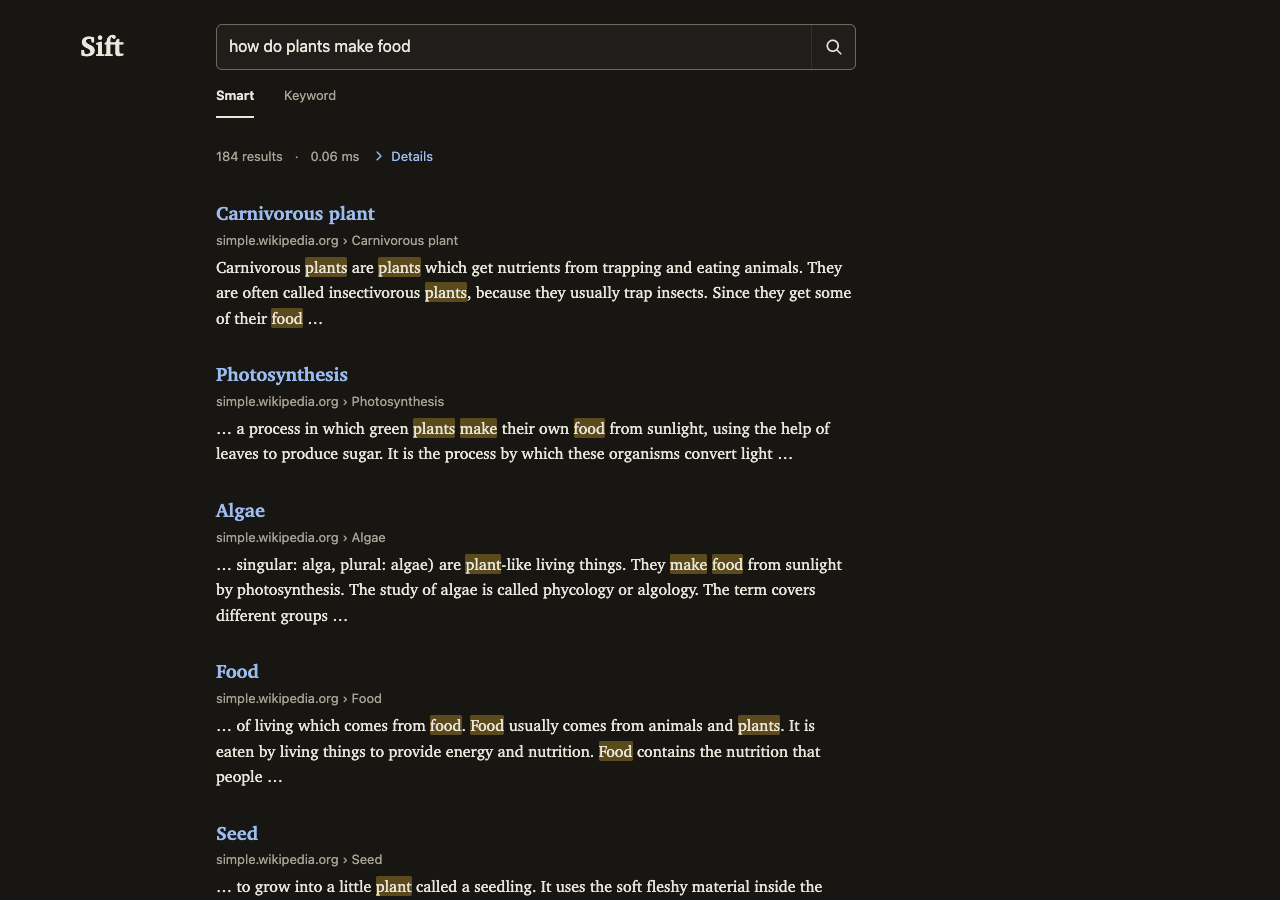 Sift
how do plants make food
Smart Keyword
184 results · 0.06 ms Details
Carnivorous plant
simple.wikipedia.org › Carnivorous plant
Carnivorous plants are plants which get nutrients from trapping and eating animals. They
are often called insectivorous plants, because they usually trap insects. Since they get some
of their food …
Photosynthesis
simple.wikipedia.org › Photosynthesis
… a process in which green plants make their own food from sunlight, using the help of
leaves to produce sugar. It is the process by which these organisms convert light …
Algae
simple.wikipedia.org › Algae
… singular: alga, plural: algae) are plant-like living things. They make food from sunlight
by photosynthesis. The study of algae is called phycology or algology. The term covers
different groups …
Food
simple.wikipedia.org › Food
… of living which comes from food. Food usually comes from animals and plants. It is
eaten by living things to provide energy and nutrition. Food contains the nutrition that
people …
Seed
simple.wikipedia.org › Seed
… to grow into a little plant called a seedling. It uses the soft fleshy material inside the